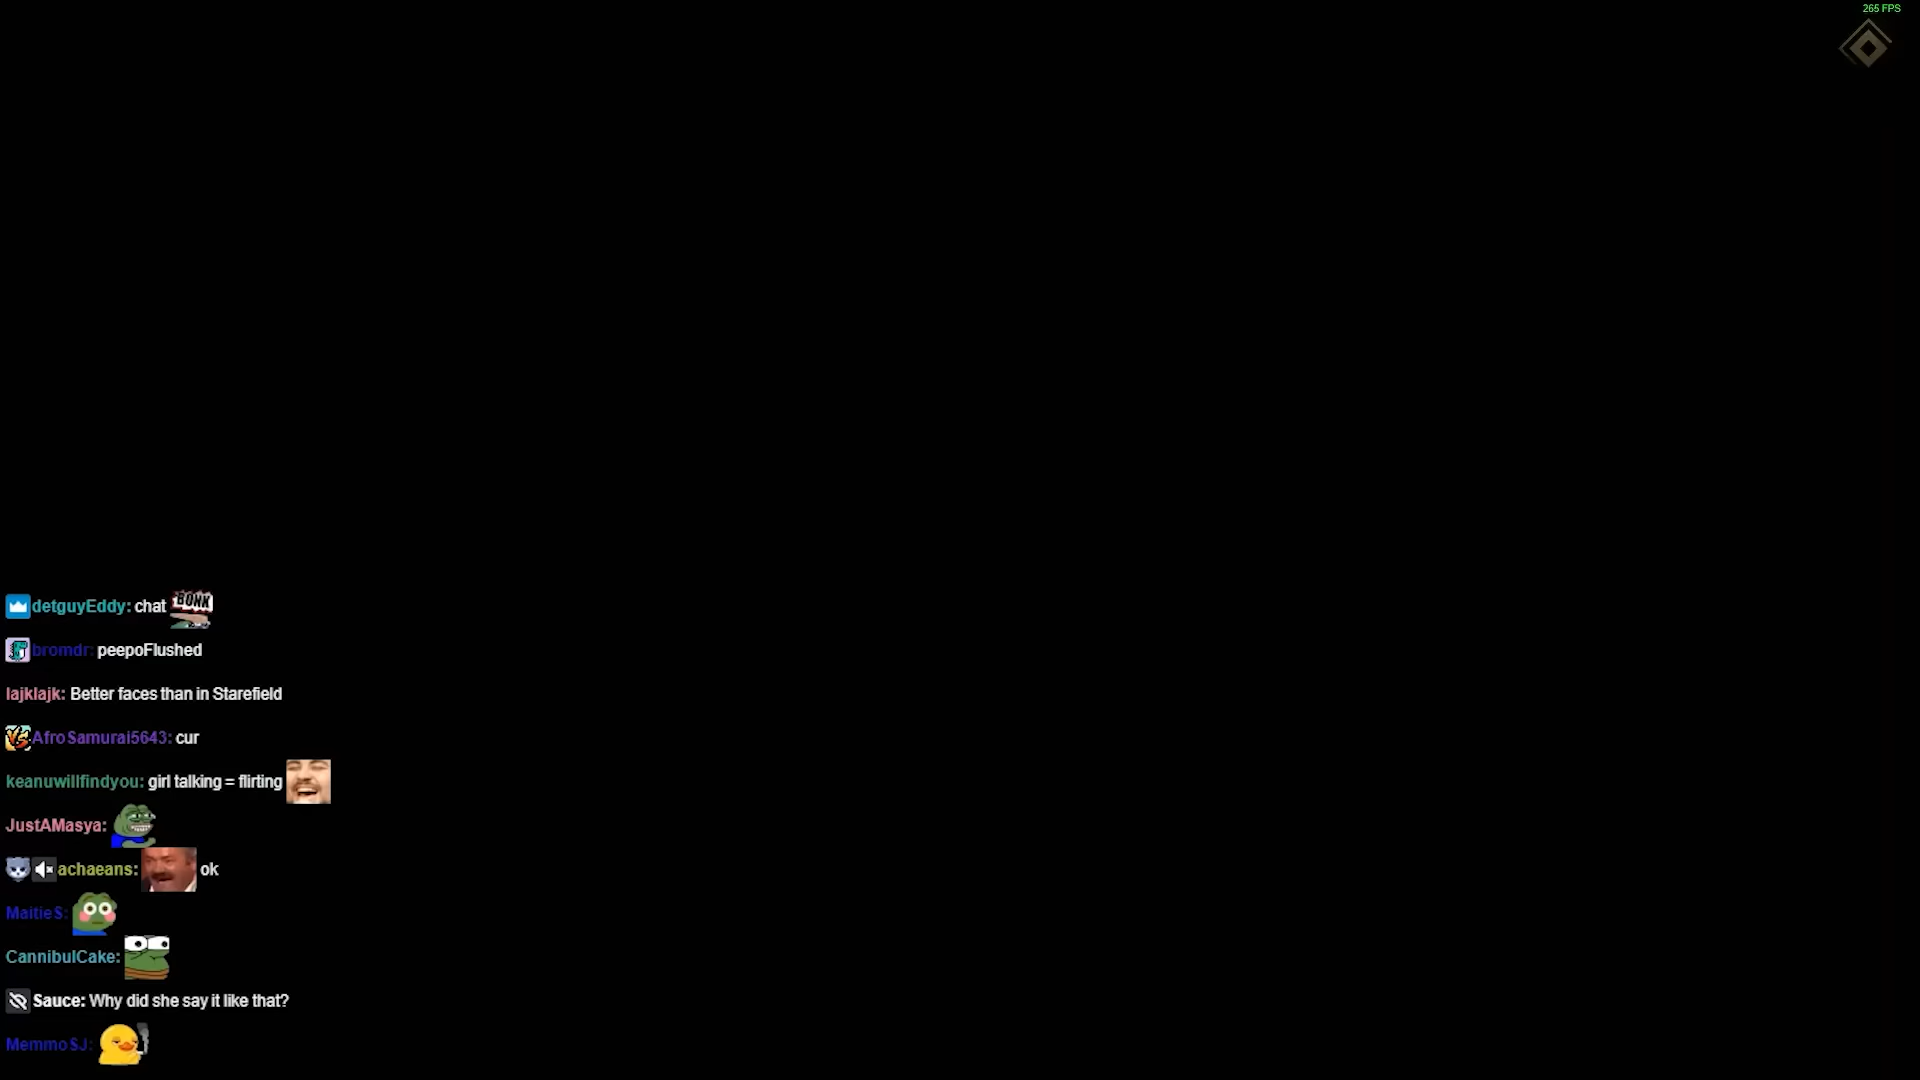 265 FPS
detguyEddy: chat BONK
bromdr: peepoFlushed
lajklajk: Better faces than in Starefield
AfroSamurai5643: cur
keanuwillfindyou: girl talking = flirting
JustAMasya:
achaeans: ok
MaitieS:
CannibulCake:
Sauce: Why did she say it like that?
MemmoSJ: